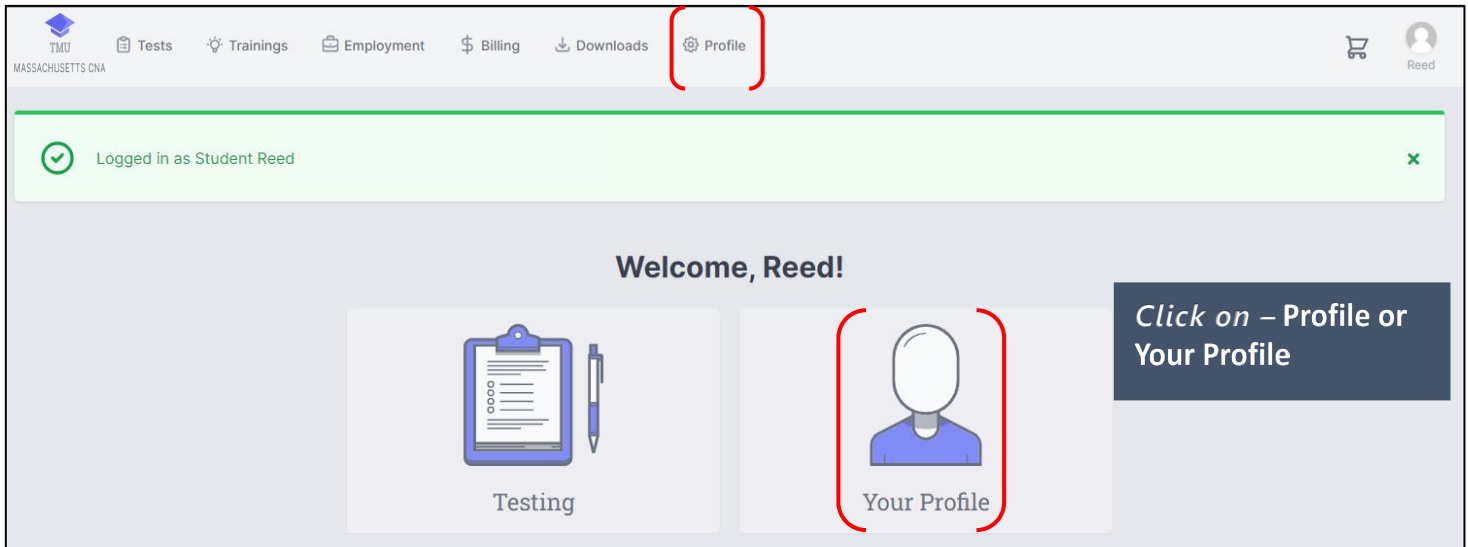 TMU
MASSACHUSETTS CNA
Tests
Trainings
Employment
$ Billing
Downloads
Profile
Reed
Logged in as Student Reed
Welcome, Reed!
Click on – Profile or
Your Profile
Testing
Your Profile